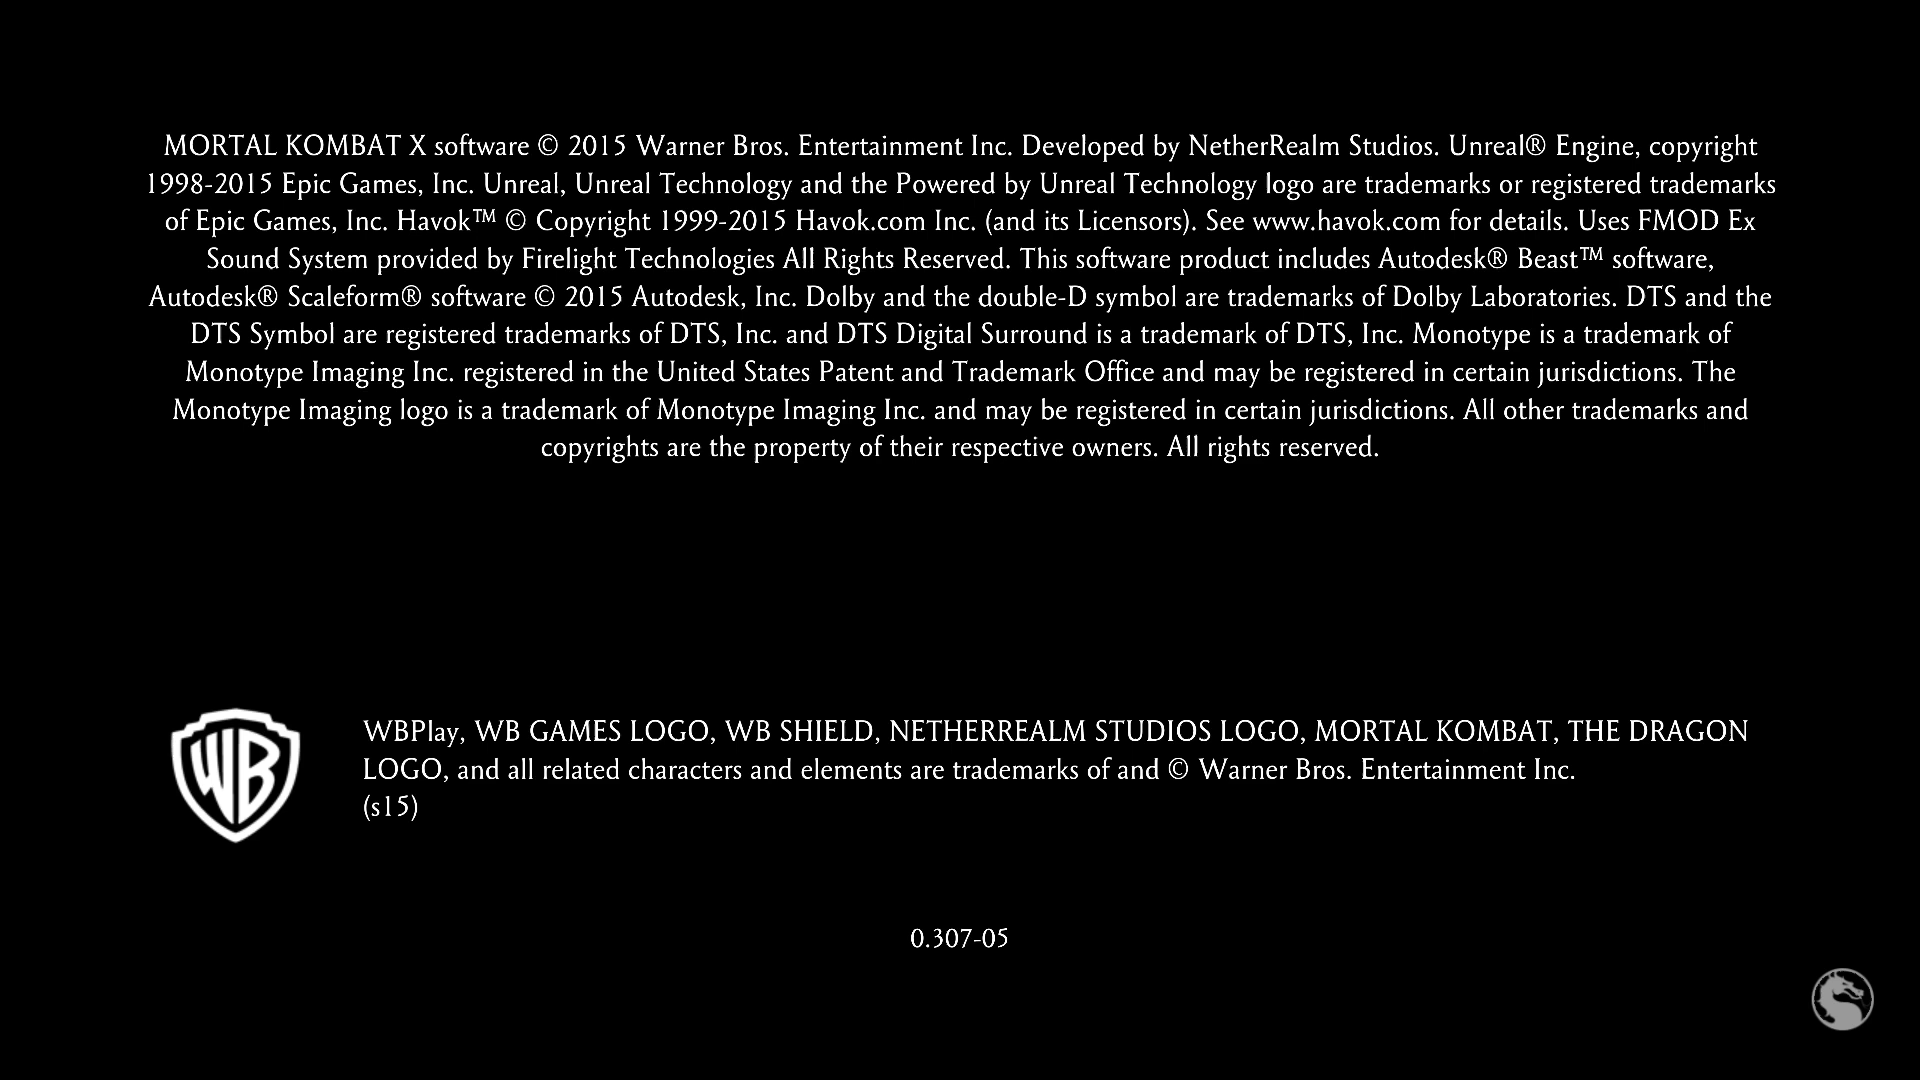 MORTAL KOMBAT X software © 2015 Warner Bros. Entertainment Inc. Developed by NetherRealm Studios. Unreal® Engine, copyright
1998-2015 Epic Games, Inc. Unreal, Unreal Technology and the Powered by Unreal Technology logo are trademarks or registered trademarks
of Epic Games, Inc. Havok™ © Copyright 1999-2015 Havok.com Inc. (and its Licensors). See www.havok.com for details. Uses FMOD Ex
Sound System provided by Firelight Technologies All Rights Reserved. This software product includes Autodesk® Beast™ software,
Autodesk® Scaleform® software © 2015 Autodesk, Inc. Dolby and the double-D symbol are trademarks of Dolby Laboratories. DTS and the
DTS Symbol are registered trademarks of DTS, Inc. and DTS Digital Surround is a trademark of DTS, Inc. Monotype is a trademark of
Monotype Imaging Inc. registered in the United States Patent and Trademark Office and may be registered in certain jurisdictions. The
Monotype Imaging logo is a trademark of Monotype Imaging Inc. and may be registered in certain jurisdictions. All other trademarks and
copyrights are the property of their respective owners. All rights reserved.
WB
WBPlay, WB GAMES LOGO, WB SHIELD, NETHERREALM STUDIOS LOGO, MORTAL KOMBAT, THE DRAGON
LOGO, and all related characters and elements are trademarks of and © Warner Bros. Entertainment Inc.
(s15)
0.307-05